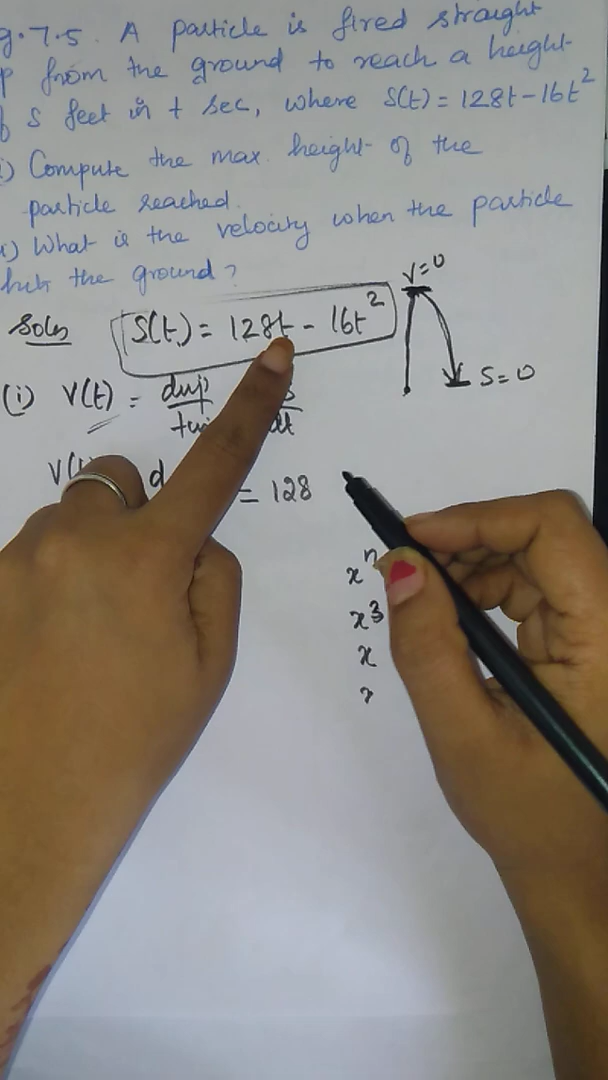 g. 7.5. A particle is fired straight
p from the ground to reach a height
f s feet in t sec, where S(t) = 128t - 16t²
i) Compute the max. height of the
particle reached.
i) What is the velocity when the particle
hits the ground?
V=0
Soln S(t) = 128t - 16t²
S=0
(i) V(t) =
= 128
xⁿ
x³
x